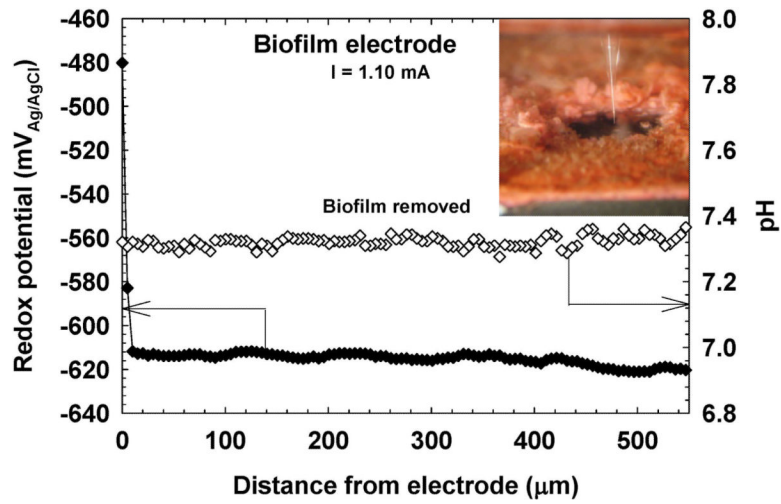 Biofilm electrode
I = 1.10 mA
Biofilm removed
Redox potential (mV Ag/AgCl)
-460
-480
-500
-520
-540
-560
-580
-600
-620
-640
8.0
7.8
7.6
7.4
7.2
7.0
6.8
pH
0 100 200 300 400 500
Distance from electrode (μm)